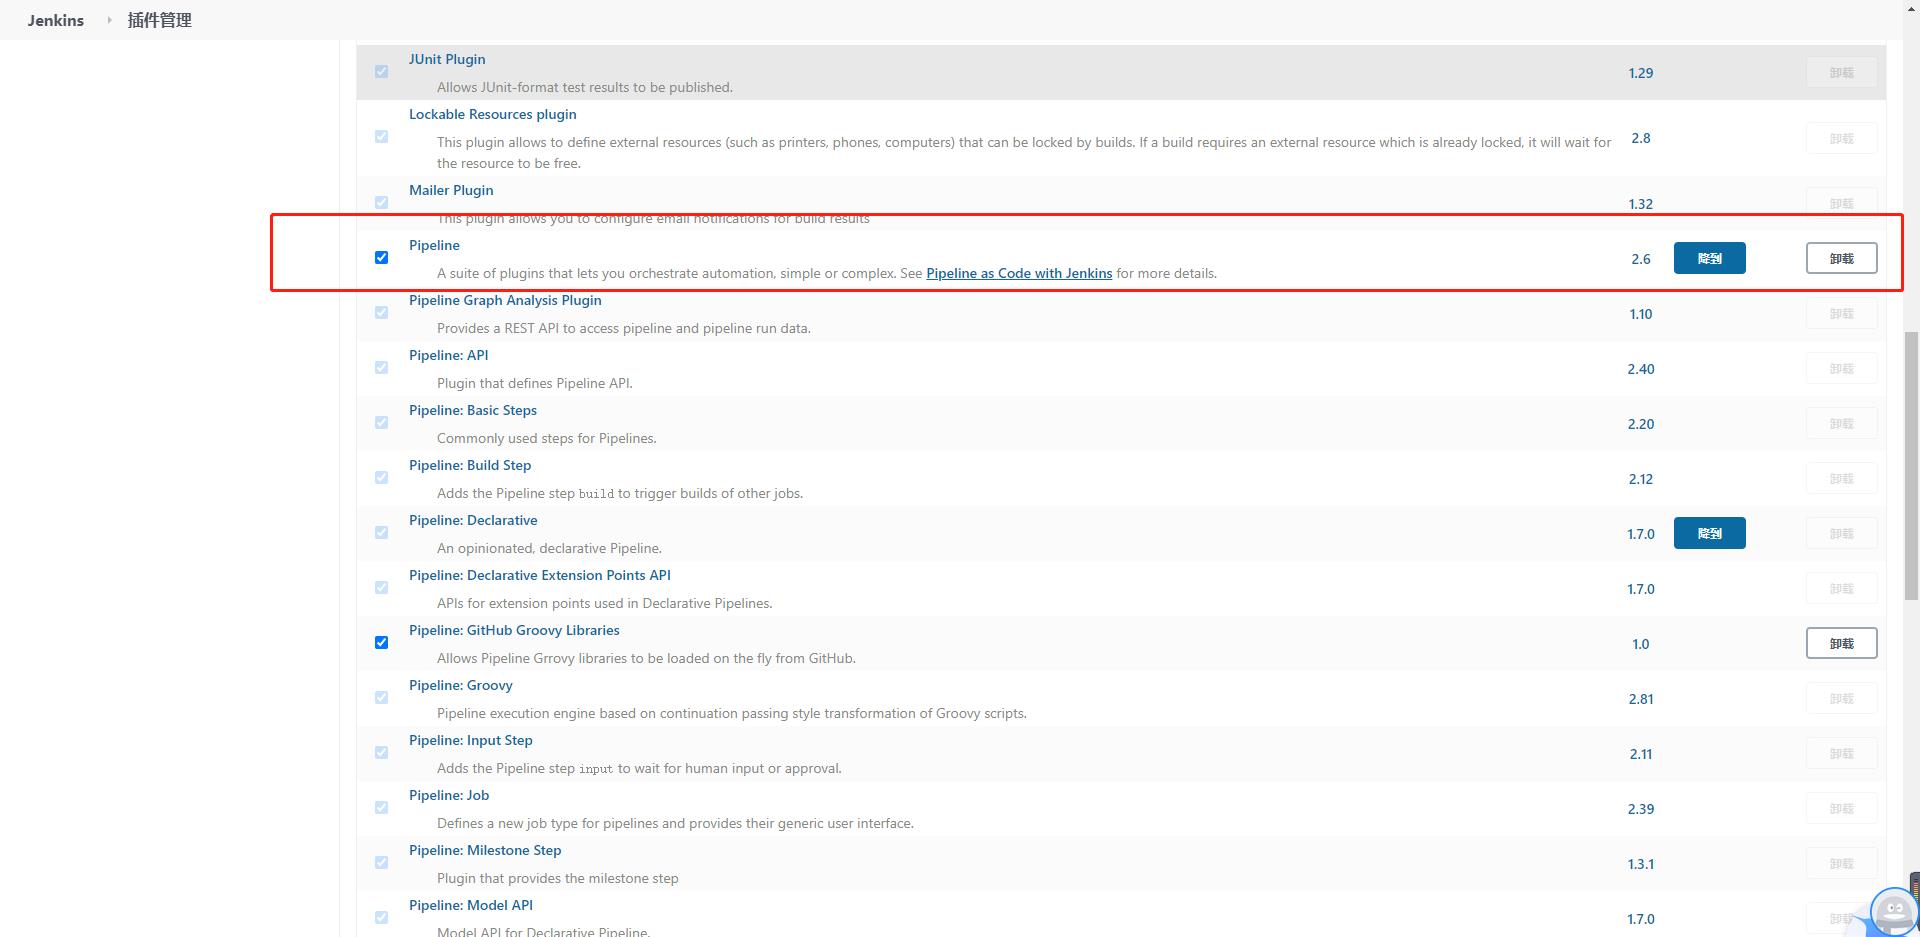 Jenkins
插件管理
JUnit Plugin
Allows JUnit-format test results to be published.
1.29
卸载
Lockable Resources plugin
This plugin allows to define external resources (such as printers, phones, computers) that can be locked by builds. If a build requires an external resource which is already locked, it will wait for
the resource to be free.
2.8
卸载
Mailer Plugin
This plugin allows you to configure email notifications for build results
1.32
卸载
Pipeline
A suite of plugins that lets you orchestrate automation, simple or complex. See Pipeline as Code with Jenkins for more details.
2.6
降到
卸载
Pipeline Graph Analysis Plugin
Provides a REST API to access pipeline and pipeline run data.
1.10
卸载
Pipeline: API
Plugin that defines Pipeline API.
2.40
卸载
Pipeline: Basic Steps
Commonly used steps for Pipelines.
2.20
卸载
Pipeline: Build Step
Adds the Pipeline step build to trigger builds of other jobs.
2.12
卸载
Pipeline: Declarative
An opinionated, declarative Pipeline.
1.7.0
降到
卸载
Pipeline: Declarative Extension Points API
APIs for extension points used in Declarative Pipelines.
1.7.0
卸载
Pipeline: GitHub Groovy Libraries
Allows Pipeline Grrovy libraries to be loaded on the fly from GitHub.
1.0
卸载
Pipeline: Groovy
Pipeline execution engine based on continuation passing style transformation of Groovy scripts.
2.81
卸载
Pipeline: Input Step
Adds the Pipeline step input to wait for human input or approval.
2.11
卸载
Pipeline: Job
Defines a new job type for pipelines and provides their generic user interface.
2.39
卸载
Pipeline: Milestone Step
Plugin that provides the milestone step
1.3.1
卸载
Pipeline: Model API
Model API for Declarative Pipeline.
1.7.0
卸载